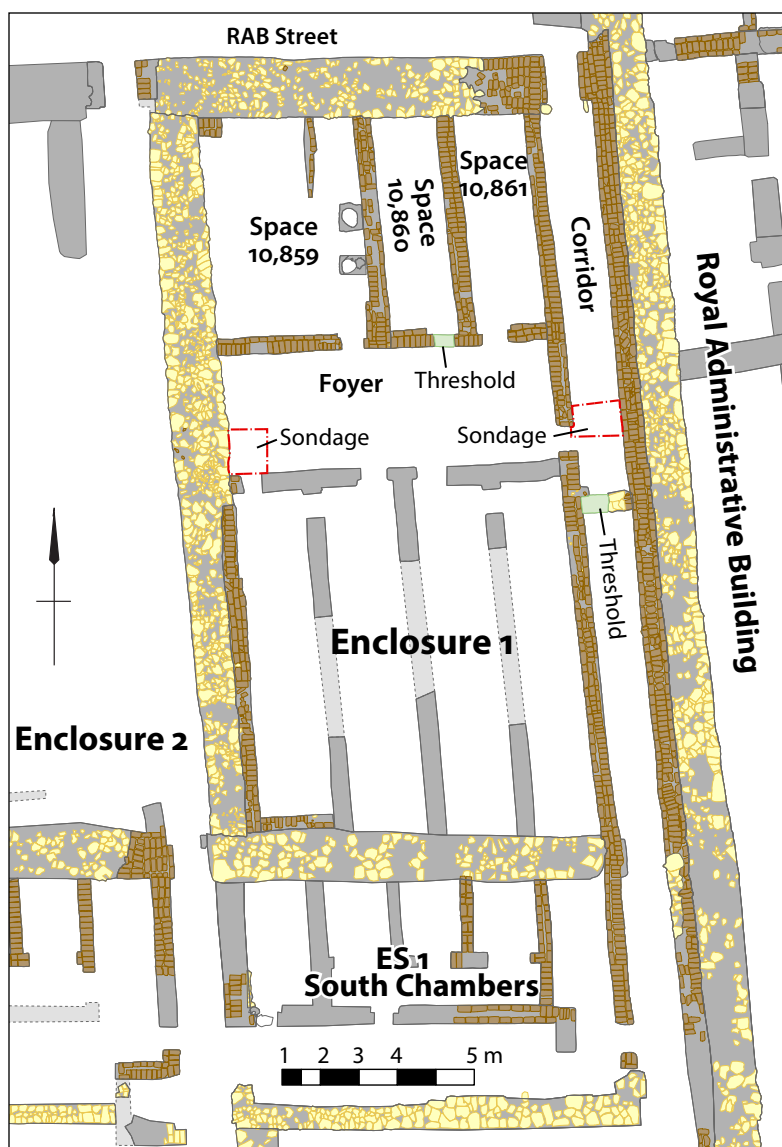 RAB Street
Space
10,859
Space
10,860
Space
10,861
Corridor
Royal Administrative Building
Foyer
Threshold
Sondage
Sondage
Threshold
Enclosure 1
Enclosure 2
ES 1
South Chambers
1 2 3 4 5 m